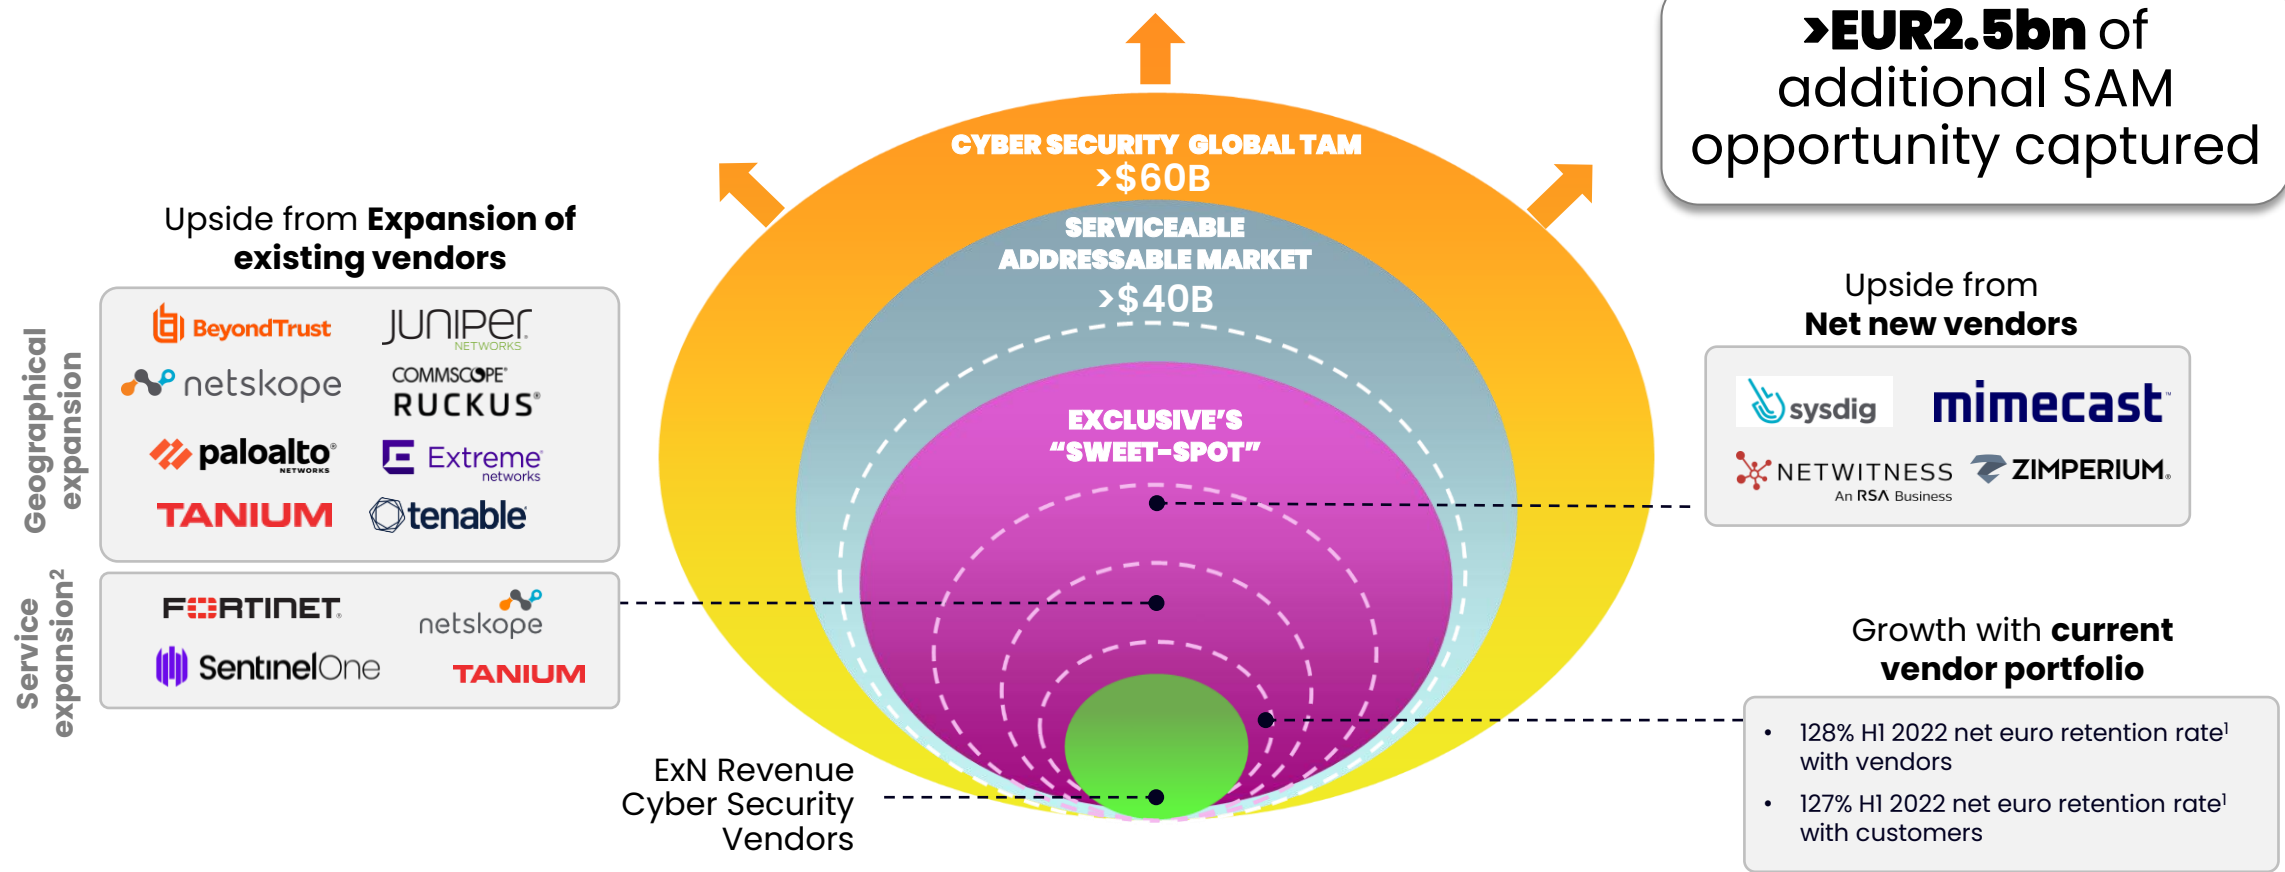 >EUR2.5bn of
additional SAM
opportunity captured
CYBER SECURITY GLOBAL TAM
>$60B
SERVICEABLE
ADDRESSABLE MARKET
>$40B
EXCLUSIVE'S
“SWEET-SPOT”
Upside from Expansion of
existing vendors
Geographical
expansion
BeyondTrust
JUNIPER
NETWORKS
netskope
COMMSCOPE®
RUCKUS®
paloalto®
NETWORKS
Extreme
networks
TANIUM
tenable
Service
expansion²
FORTINET
netskope
SentinelOne
TANIUM
ExN Revenue
Cyber Security
Vendors
Upside from
Net new vendors
sysdig
mimecast™
NETWITNESS
An RSA Business
ZIMPERIUM®
Growth with current
vendor portfolio
• 128% H1 2022 net euro retention rate¹
with vendors
• 127% H1 2022 net euro retention rate¹
with customers